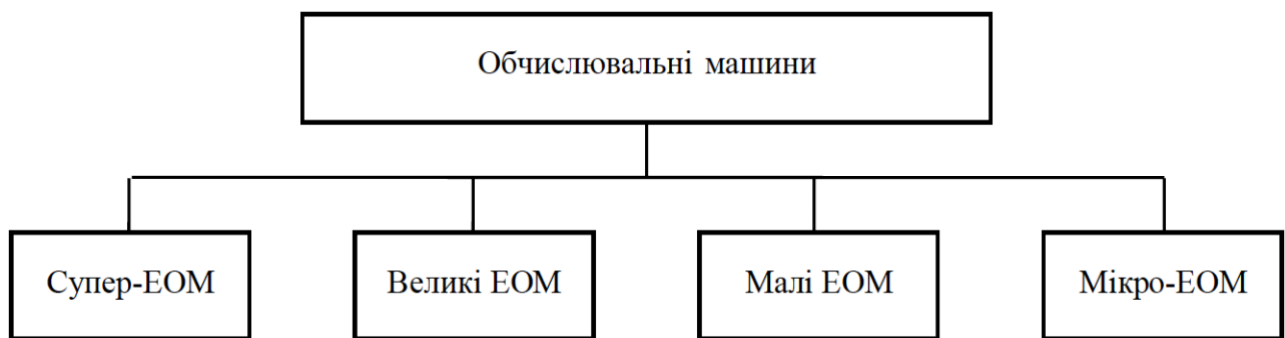 Обчислювальні машини
Супер-ЕОМ
Великі ЕОМ
Малі ЕОМ
Мікро-ЕОМ